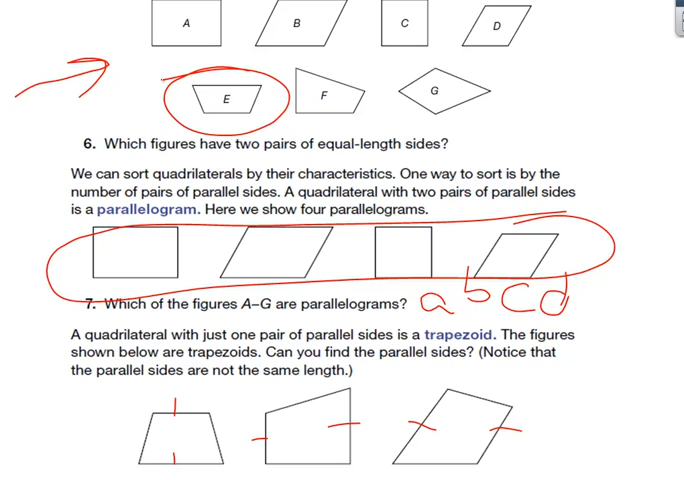 A B C D
E F G
6. Which figures have two pairs of equal-length sides?
We can sort quadrilaterals by their characteristics. One way to sort is by the
number of pairs of parallel sides. A quadrilateral with two pairs of parallel sides
is a parallelogram. Here we show four parallelograms.
7. Which of the figures A–G are parallelograms? a b c d
A quadrilateral with just one pair of parallel sides is a trapezoid. The figures
shown below are trapezoids. Can you find the parallel sides? (Notice that
the parallel sides are not the same length.)